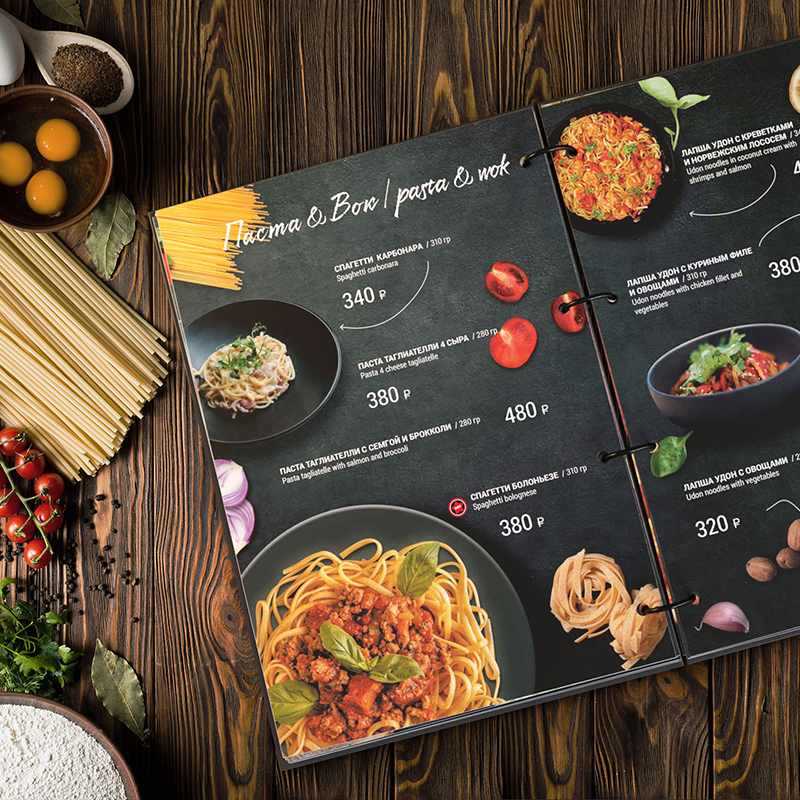 Паста & Вок / pasta & wok
СПАГЕТТИ КАРБОНАРА / 310 гр
Spaghetti carbonara
340 ₽
ПАСТА ТАГЛИАТЕЛЛИ 4 СЫРА / 280 гр
Pasta 4 cheese tagliatelle
380 ₽
ПАСТА ТАГЛИАТЕЛЛИ С СЕМГОЙ И БРОККОЛИ / 280 гр
Pasta tagliatelle with salmon and broccoli
480 ₽
СПАГЕТТИ БОЛОНЬЕЗЕ / 310 гр
Spaghetti bolognese
380 ₽
ЛАПША УДОН С КРЕВЕТКАМИ
И НОРВЕЖСКИМ ЛОСОСЕМ /
Udon noodles in coconut cream with
shrimps and salmon
ЛАПША УДОН С КУРИНЫМ ФИЛЕ
И ОВОЩАМИ / 310 гр
Udon noodles with chicken fillet and
vegetables
380
ЛАПША УДОН С ОВОЩАМИ /
Udon noodles with vegetables
320 ₽